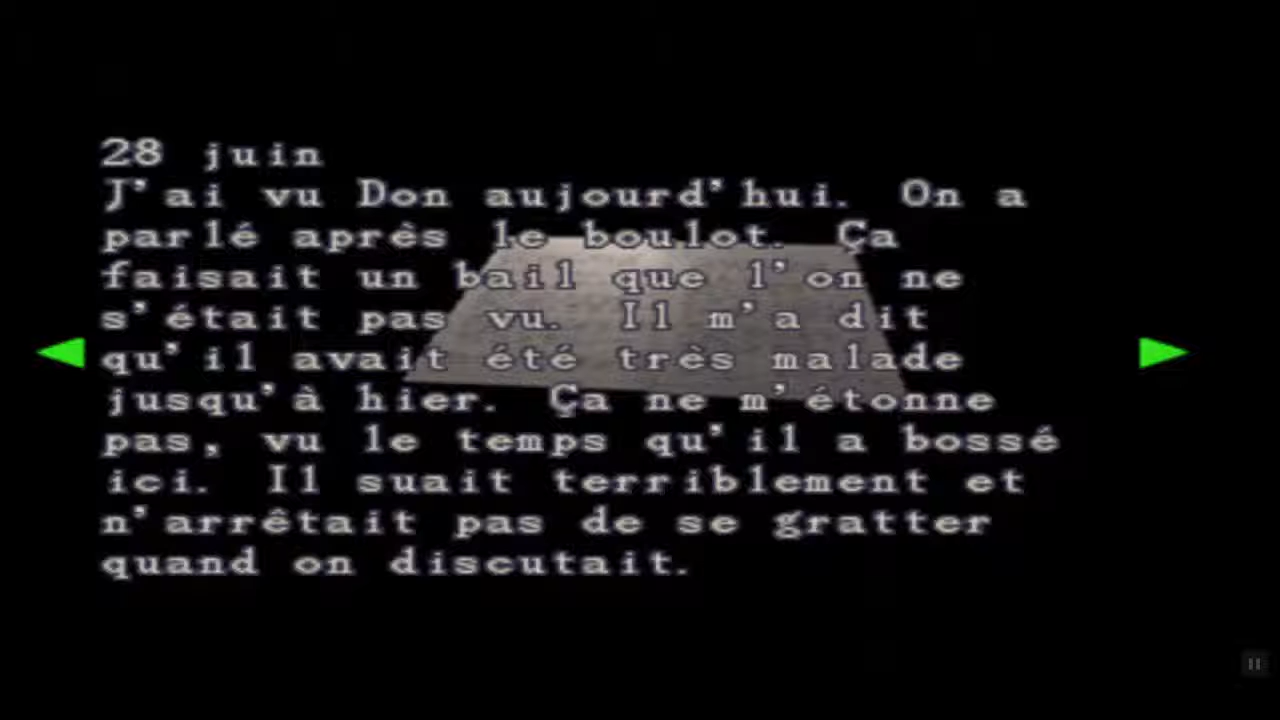 28 juin
J'ai vu Don aujourd'hui. On a
parlé après le boulot. Ça
faisait un bail que l'on ne
s'était pas vu. Il m'a dit
qu'il avait été très malade
jusqu'à hier. Ça ne m'étonne
pas, vu le temps qu'il a bossé
ici. Il suait terriblement et
n'arrêtait pas de se gratter
quand on discutait.